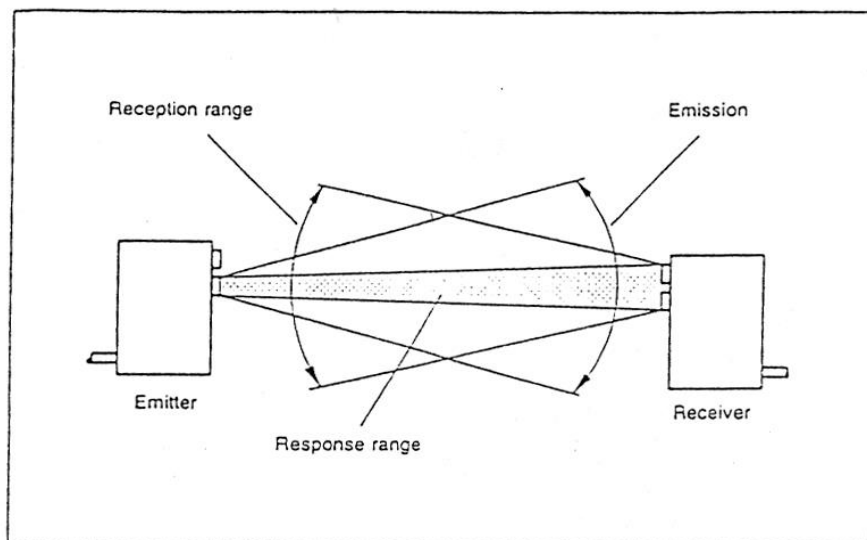 Reception range
Emission
Emitter
Receiver
Response range